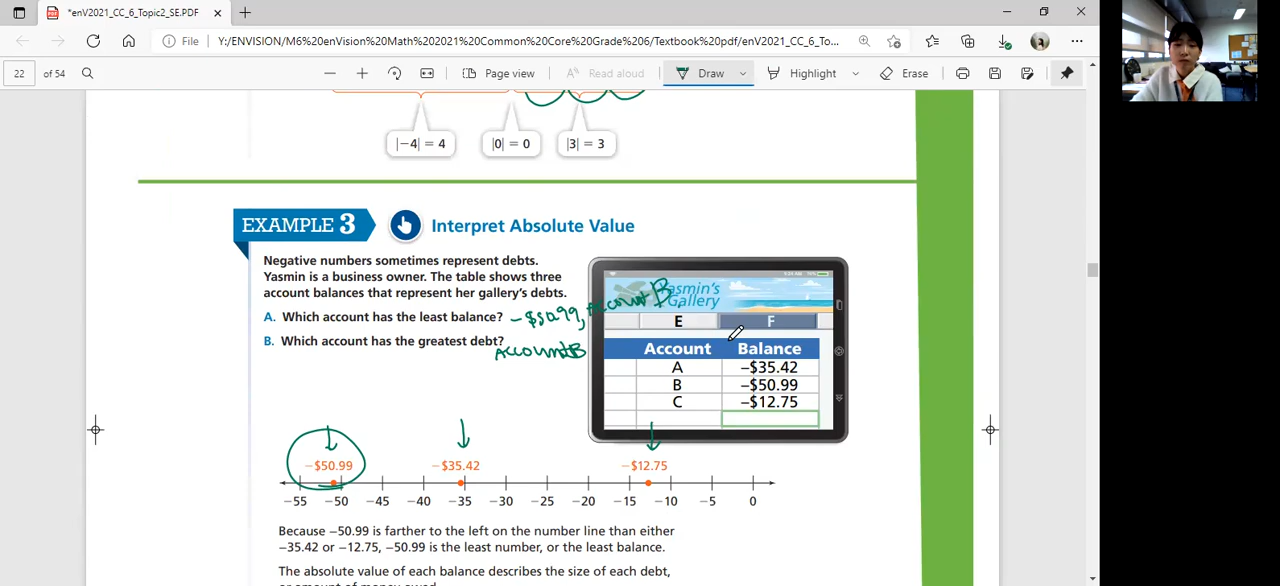 *enV2021_CC_6_Topic2_SE.PDF
File
Y:/ENVISION/M6%20enVision%20Math%202021%20Common%20Core%20Grade%206/Textbook%20pdf/enV2021_CC_6_To...
22 of 54
Page view
Read aloud
Draw
Highlight
Erase
|−4| = 4
|0| = 0
|3| = 3
EXAMPLE 3
Interpret Absolute Value
Negative numbers sometimes represent debts.
Yasmin is a business owner. The table shows three
account balances that represent her gallery's debts.
A. Which account has the least balance? -$50.99, Account B
B. Which account has the greatest debt?
Account B
Yasmin's
Gallery
E F
Account Balance
A −$35.42
B −$50.99
C −$12.75
−$50.99 −$35.42 −$12.75
−55 −50 −45 −40 −35 −30 −25 −20 −15 −10 −5 0
Because −50.99 is farther to the left on the number line than either
−35.42 or −12.75, −50.99 is the least number, or the least balance.
The absolute value of each balance describes the size of each debt,
or amount of money owed.